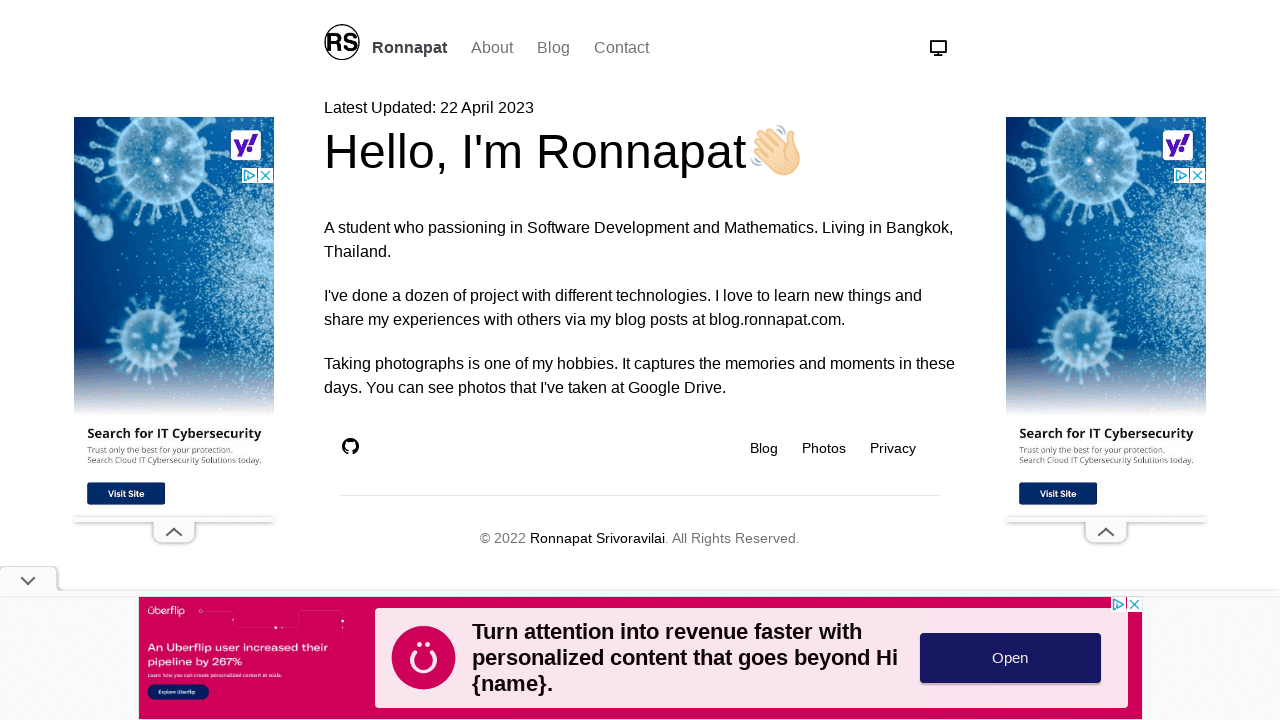 RS
Ronnapat
About
Blog
Contact
Latest Updated: 22 April 2023
Hello, I'm Ronnapat
A student who passioning in Software Development and Mathematics. Living in Bangkok,
Thailand.
I've done a dozen of project with different technologies. I love to learn new things and
share my experiences with others via my blog posts at blog.ronnapat.com.
Taking photographs is one of my hobbies. It captures the memories and moments in these
days. You can see photos that I've taken at Google Drive.
Blog
Photos
Privacy
© 2022 Ronnapat Srivoravilai. All Rights Reserved.
y!
Search for IT Cybersecurity
Trust only the best for your protection.
Search Cloud IT Cybersecurity Solutions today.
Visit Site
y!
Search for IT Cybersecurity
Trust only the best for your protection.
Search Cloud IT Cybersecurity Solutions today.
Visit Site
überflip
An Uberflip user increased their
pipeline by 267%
Learn how you can create personalized content at scale.
Explore Uberflip
Turn attention into revenue faster with
personalized content that goes beyond Hi
{name}.
Open